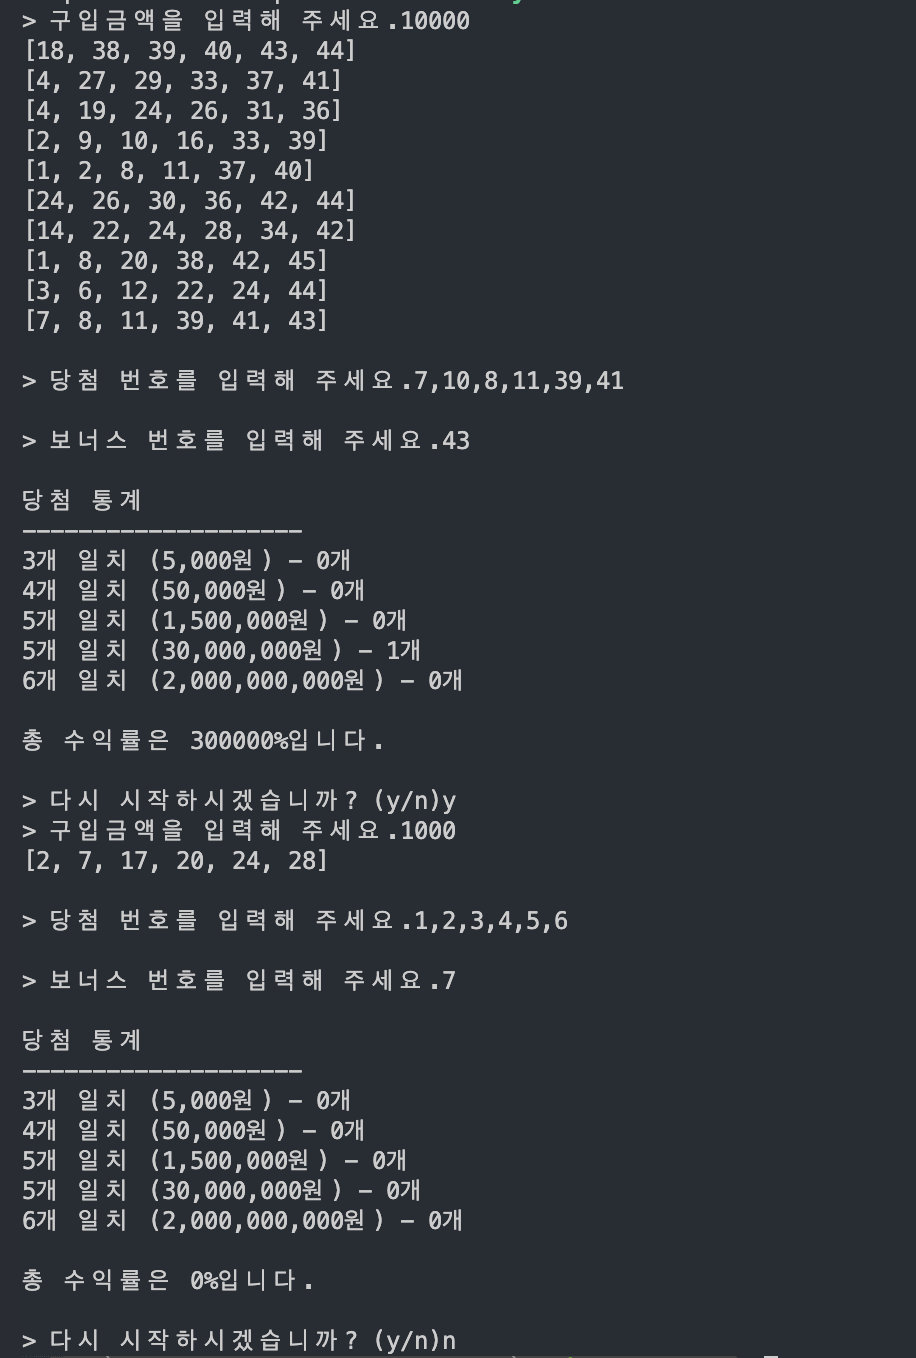 > 구입금액을 입력해 주세요.10000
[18, 38, 39, 40, 43, 44]
[4, 27, 29, 33, 37, 41]
[4, 19, 24, 26, 31, 36]
[2, 9, 10, 16, 33, 39]
[1, 2, 8, 11, 37, 40]
[24, 26, 30, 36, 42, 44]
[14, 22, 24, 28, 34, 42]
[1, 8, 20, 38, 42, 45]
[3, 6, 12, 22, 24, 44]
[7, 8, 11, 39, 41, 43]
> 당첨 번호를 입력해 주세요.7,10,8,11,39,41
> 보너스 번호를 입력해 주세요.43
당첨 통계
--------------------
3개 일치 (5,000원) - 0개
4개 일치 (50,000원) - 0개
5개 일치 (1,500,000원) - 0개
5개 일치 (30,000,000원) - 1개
6개 일치 (2,000,000,000원) - 0개
총 수익률은 300000%입니다.
> 다시 시작하시겠습니까? (y/n)y
> 구입금액을 입력해 주세요.1000
[2, 7, 17, 20, 24, 28]
> 당첨 번호를 입력해 주세요.1,2,3,4,5,6
> 보너스 번호를 입력해 주세요.7
당첨 통계
--------------------
3개 일치 (5,000원) - 0개
4개 일치 (50,000원) - 0개
5개 일치 (1,500,000원) - 0개
5개 일치 (30,000,000원) - 0개
6개 일치 (2,000,000,000원) - 0개
총 수익률은 0%입니다.
> 다시 시작하시겠습니까? (y/n)n